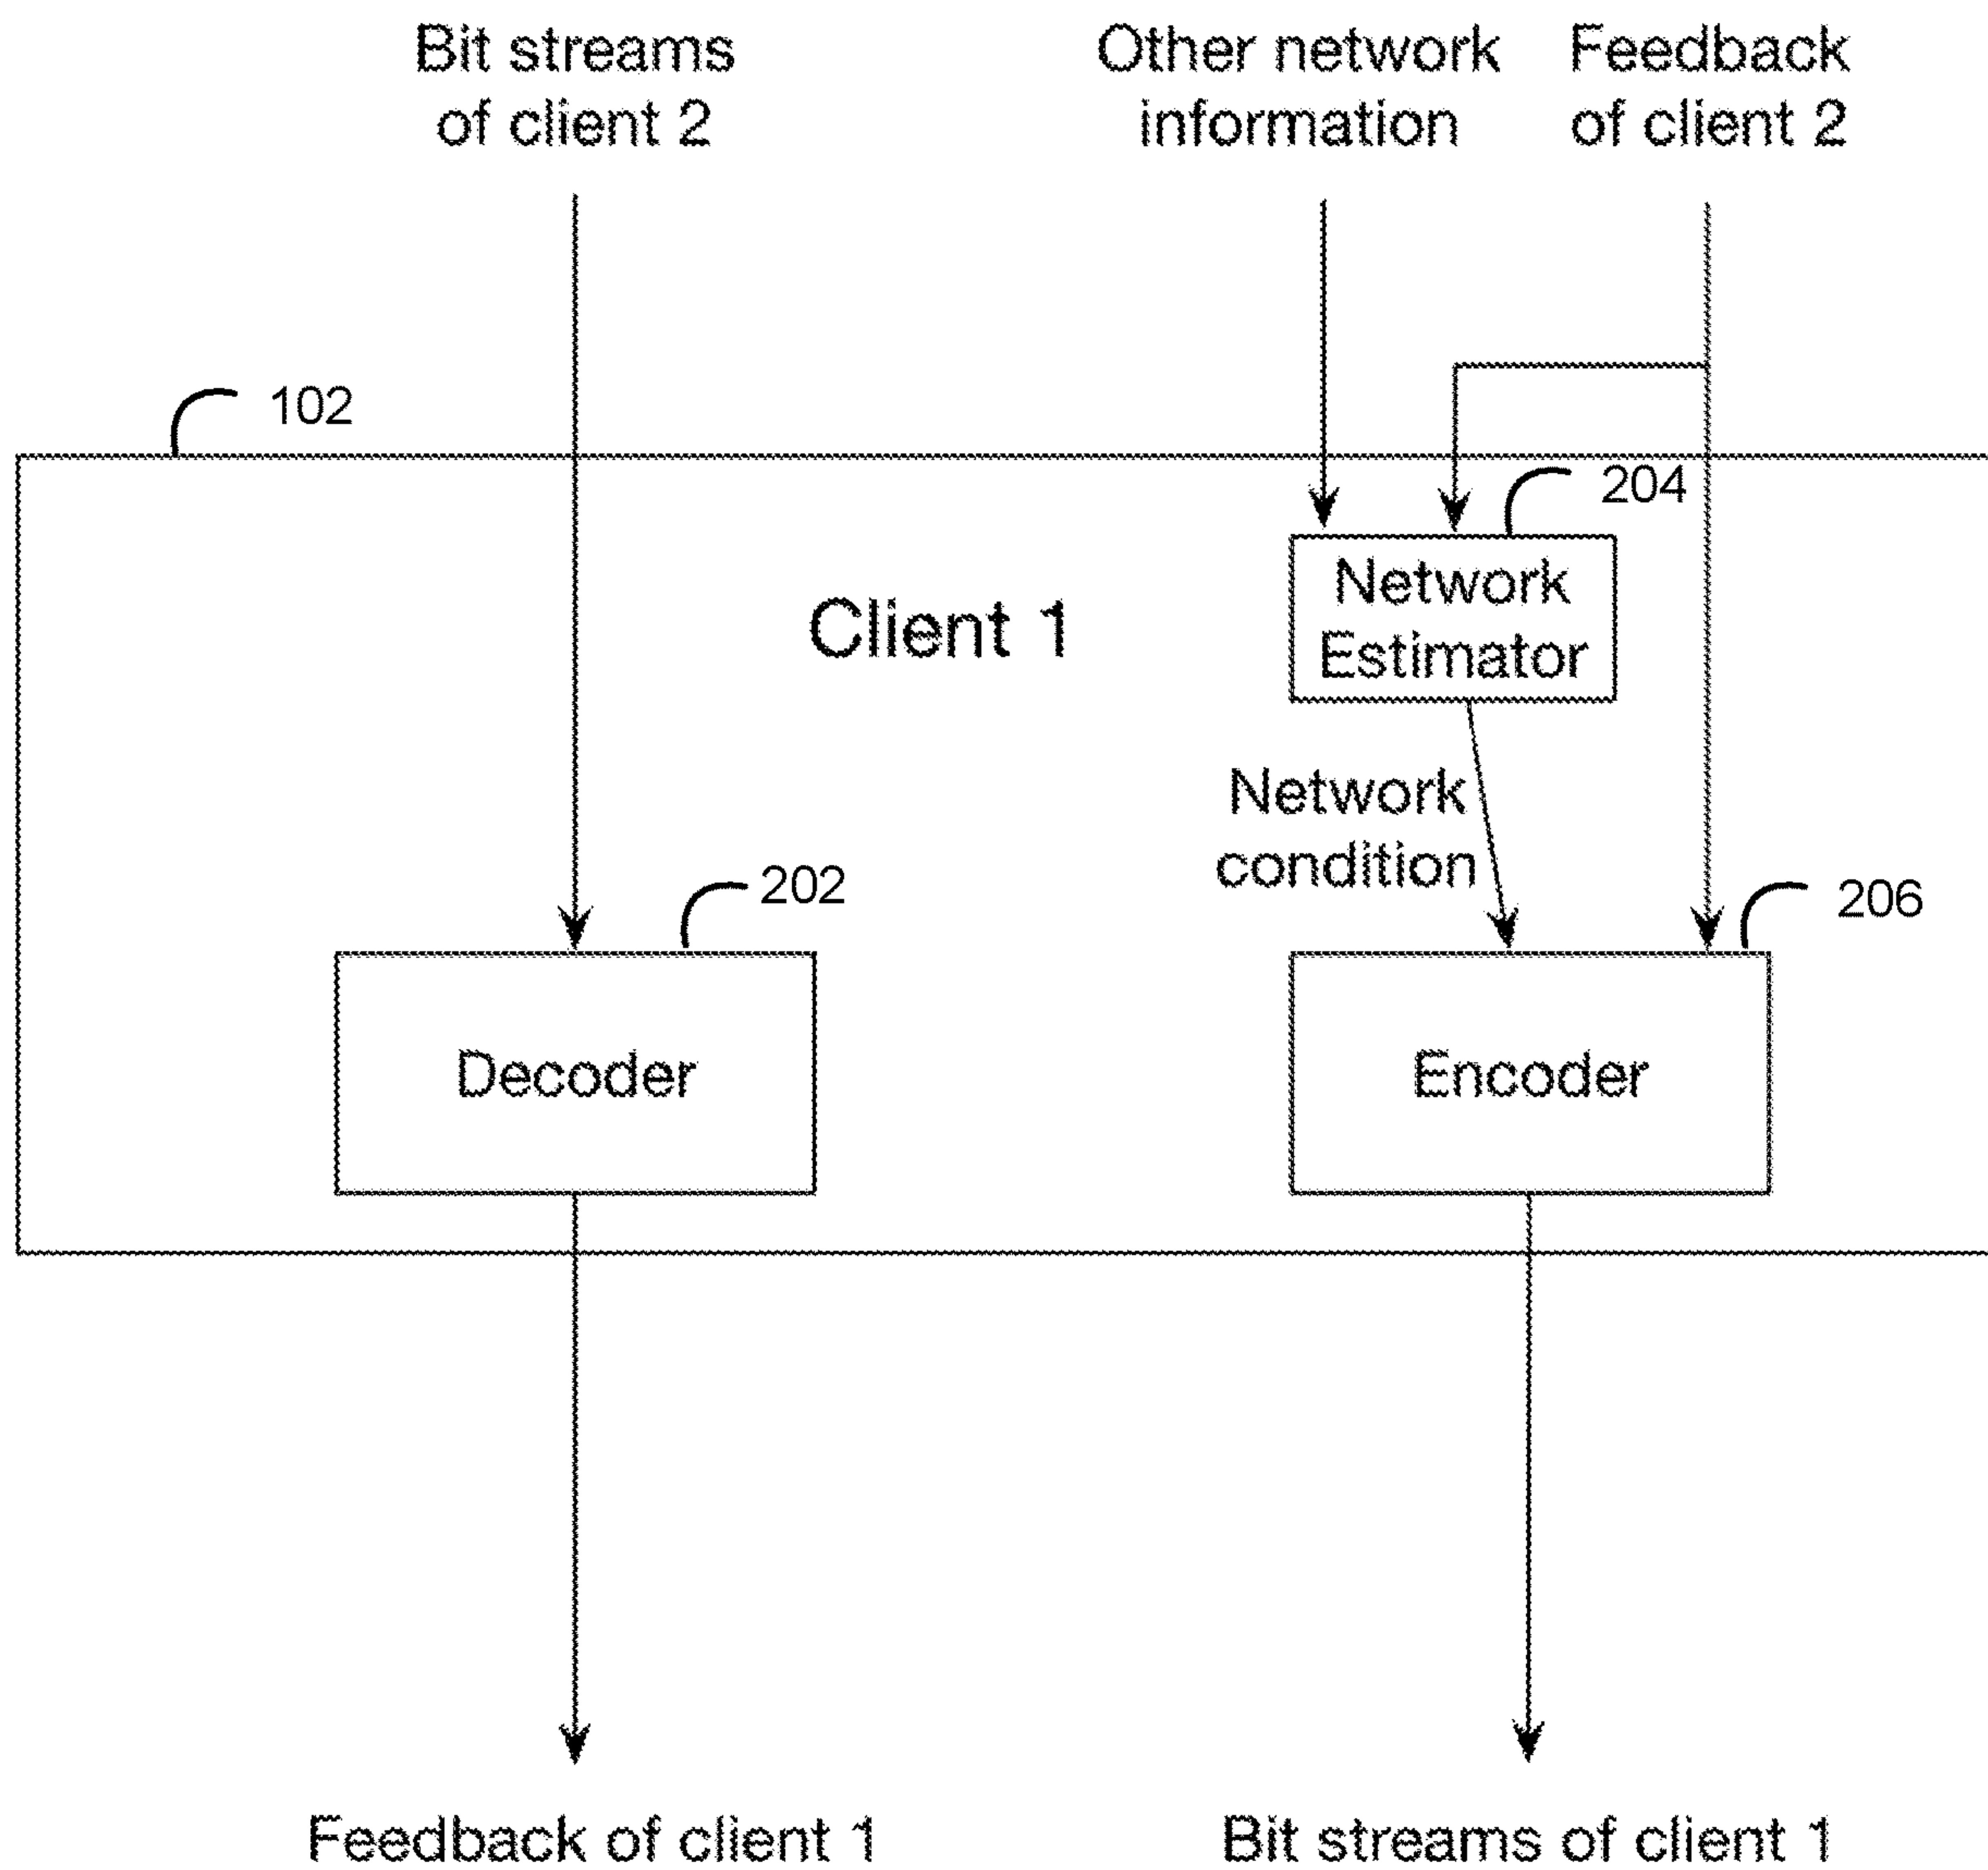 Bit streams
of client 2
Other network
information
Feedback
of client 2
102
204
Network
Estimator
Client 1
Network
condition
202
206
Decoder
Encoder
Feedback of client 1
Bit streams of client 1